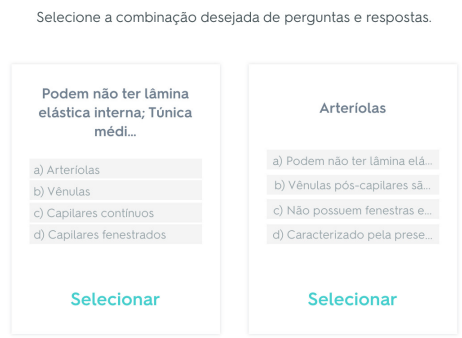 Selecione a combinação desejada de perguntas e respostas.
Podem não ter lâmina
elástica interna; Túnica
médi...
a) Arteríolas
b) Vênulas
c) Capilares contínuos
d) Capilares fenestrados
Selecionar
Arteríolas
a) Podem não ter lâmina elá...
b) Vênulas pós-capilares sã...
c) Não possuem fenestras e...
d) Caracterizado pela prese...
Selecionar